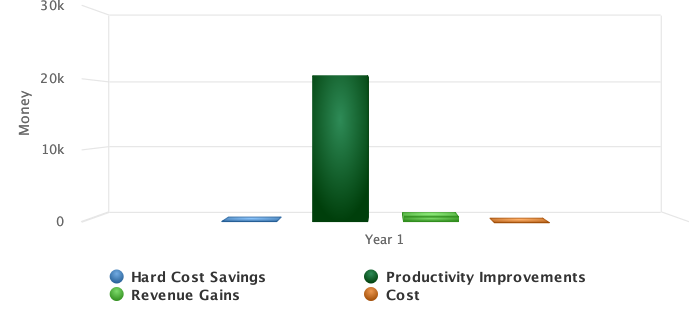 30k
20k
10k
0
Money
Year 1
Hard Cost Savings
Productivity Improvements
Revenue Gains
Cost